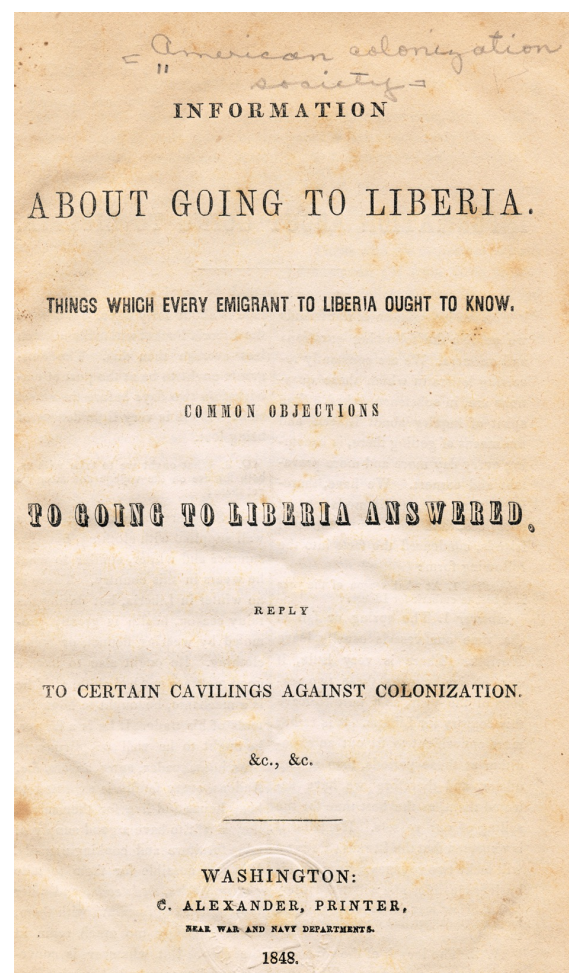 = American colonization
" society =
INFORMATION
ABOUT GOING TO LIBERIA.
THINGS WHICH EVERY EMIGRANT TO LIBERIA OUGHT TO KNOW.
COMMON OBJECTIONS
TO GOING TO LIBERIA ANSWERED.
REPLY
TO CERTAIN CAVILINGS AGAINST COLONIZATION.
&c., &c.
WASHINGTON:
C. ALEXANDER, PRINTER,
NEAR WAR AND NAVY DEPARTMENTS.
1848.